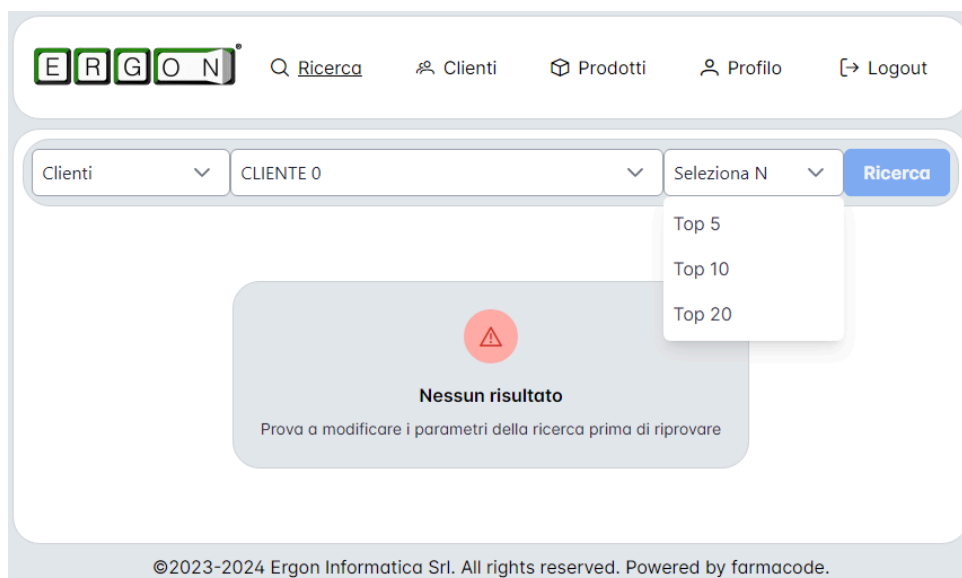 ERGON®
Ricerca
Clienti
Prodotti
Profilo
Logout
Clienti
CLIENTE 0
Seleziona N
Ricerca
Top 5
Top 10
Top 20
Nessun risultato
Prova a modificare i parametri della ricerca prima di riprovare
©2023-2024 Ergon Informatica Srl. All rights reserved. Powered by farmacode.